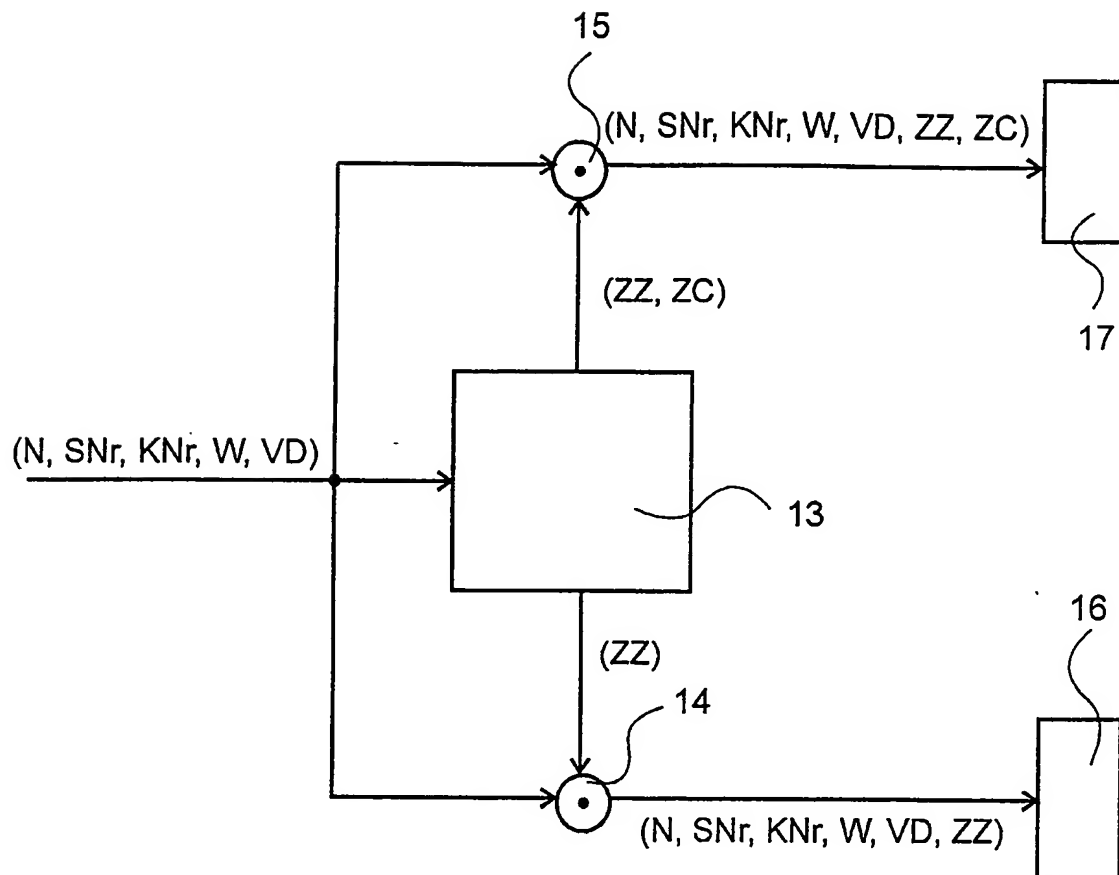 15
(N, SNr, KNr, W, VD, ZZ, ZC)
17
(ZZ, ZC)
(N, SNr, KNr, W, VD)
13
16
(ZZ)
14
(N, SNr, KNr, W, VD, ZZ)